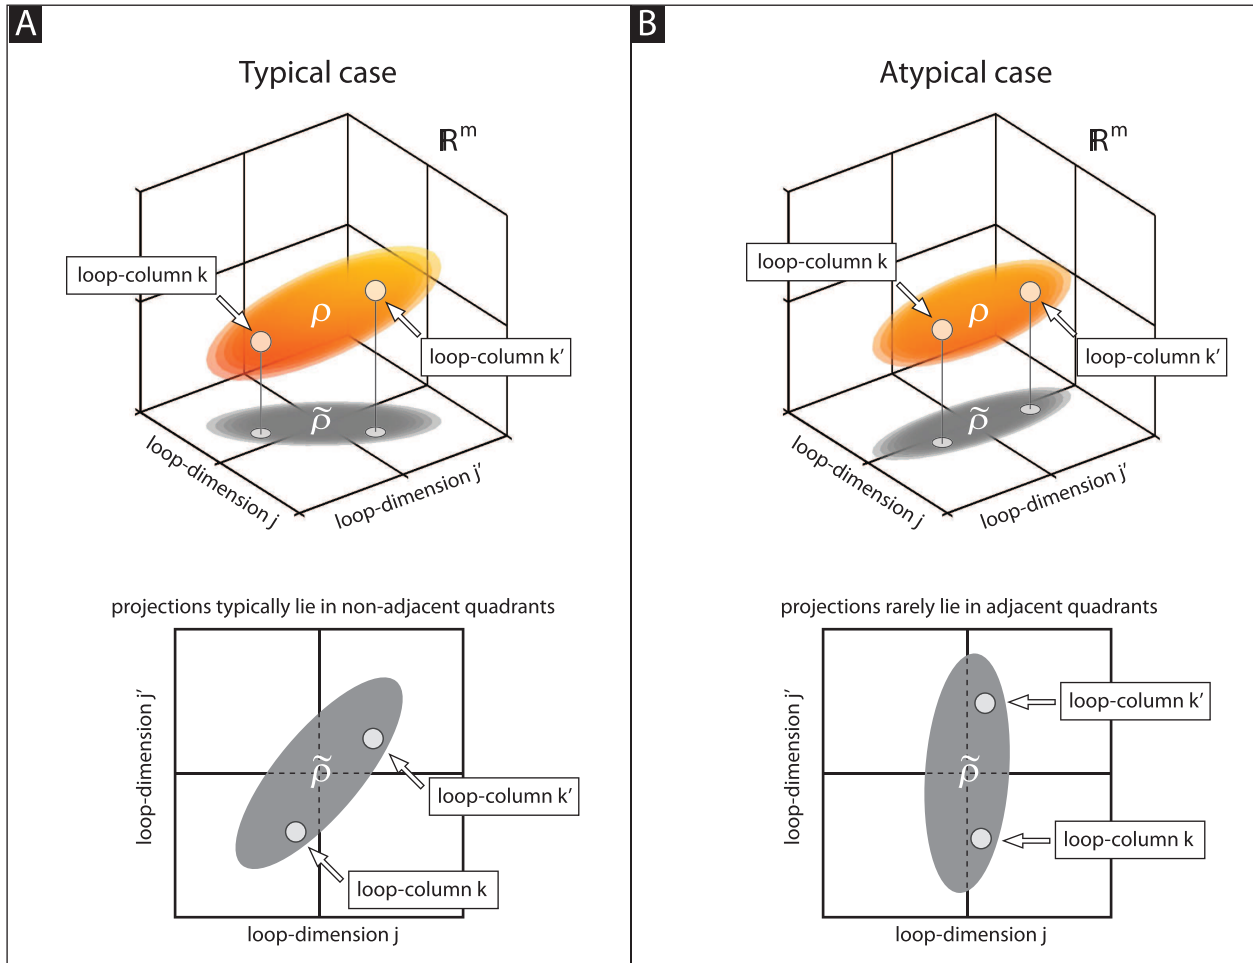 A
Typical case
ℝᵐ
loop-column k
ρ
loop-column k'
ρ̃
loop-dimension j
loop-dimension j'
projections typically lie in non-adjacent quadrants
loop-dimension j'
ρ̃
loop-column k'
loop-column k
loop-dimension j
B
Atypical case
ℝᵐ
loop-column k
ρ
loop-column k'
ρ̃
loop-dimension j
loop-dimension j'
projections rarely lie in adjacent quadrants
loop-dimension j'
loop-column k'
ρ̃
loop-column k
loop-dimension j